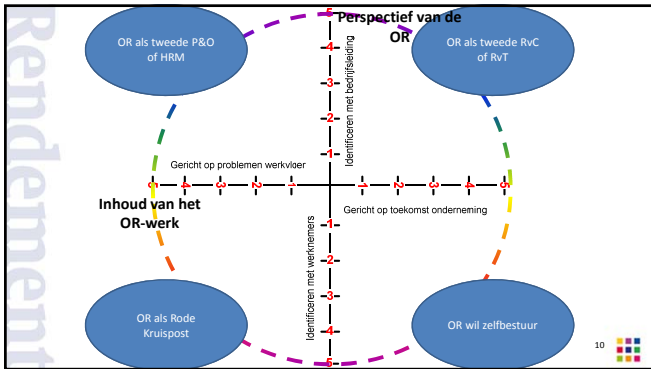 Rendement
OR als tweede P&O
of HRM
Perspectief van de
OR
OR als tweede RvC
of RvT
5
4
3
2
1
Identificeren met bedrijfsleiding
Gericht op problemen werkvloer
5 4 3 2 1
1 2 3 4 5
Inhoud van het
OR-werk
Gericht op toekomst onderneming
Identificeren met werknemers
1
2
3
4
5
OR als Rode
Kruispost
OR wil zelfbestuur
10